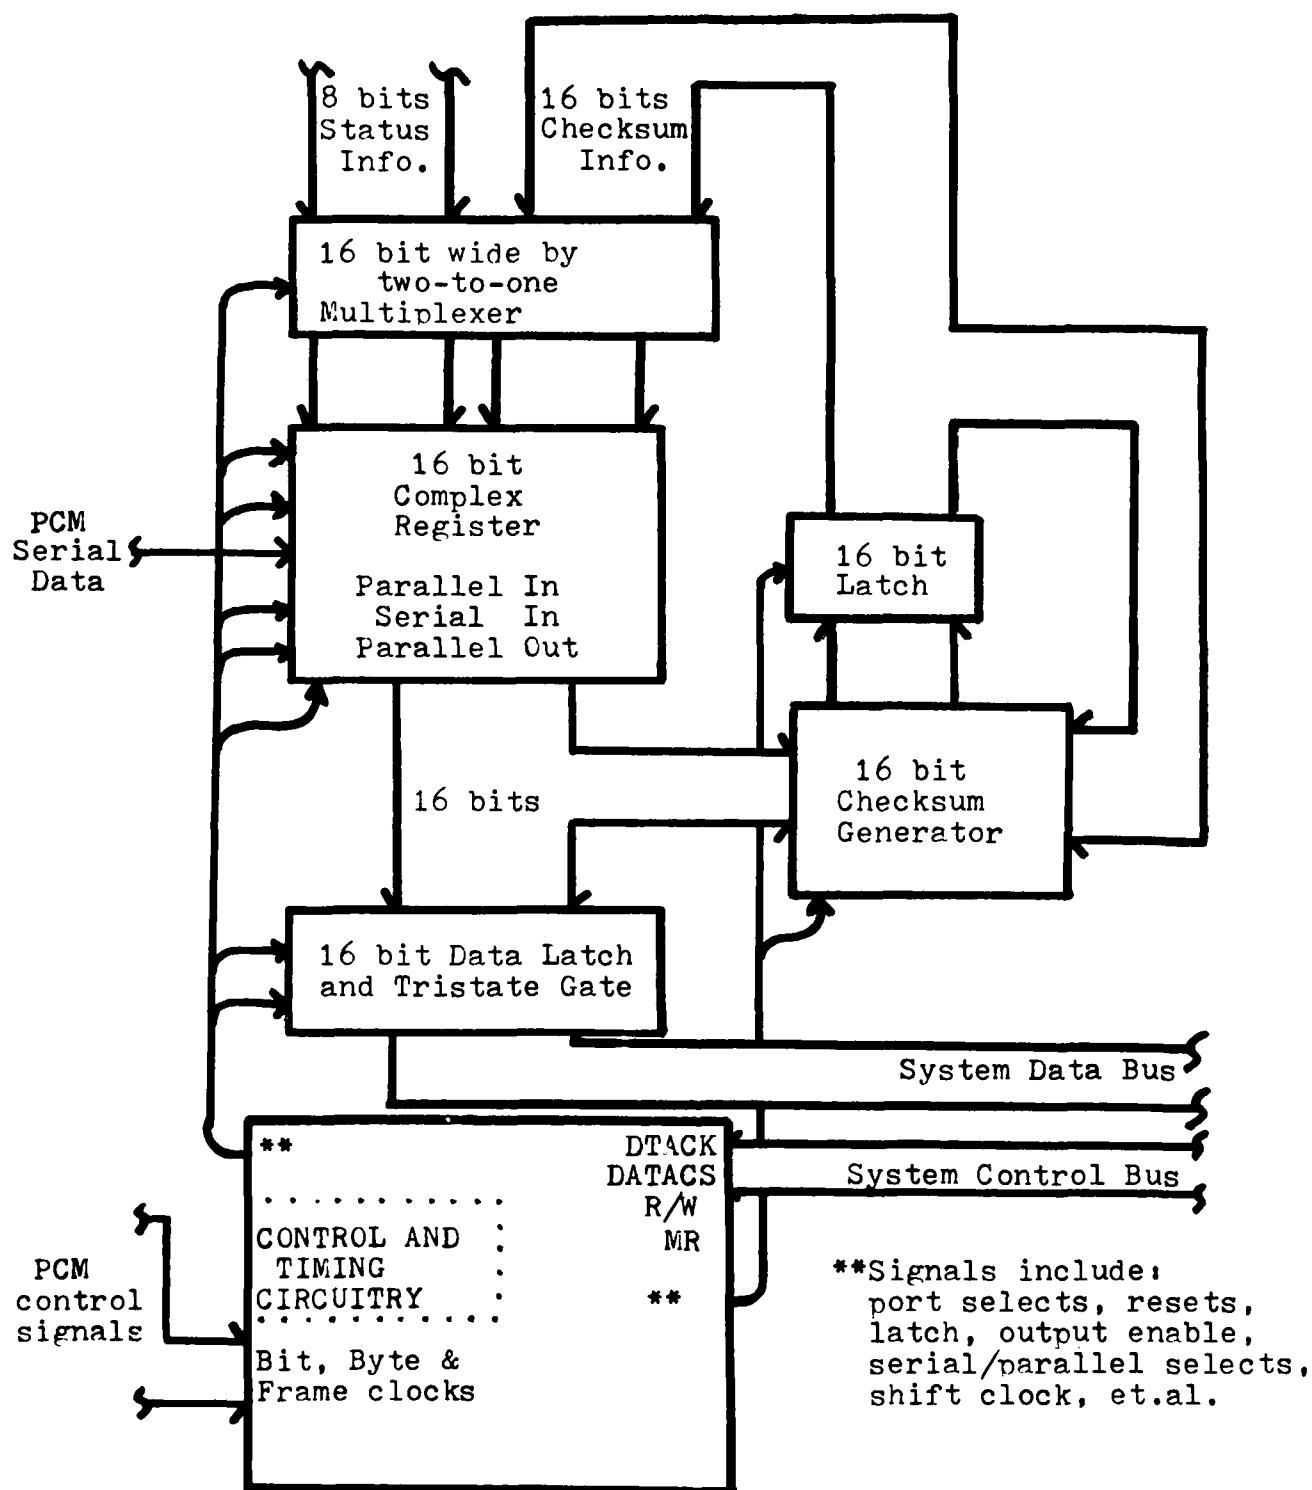 8 bits
Status
Info.
16 bits
Checksum
Info.
16 bit wide by
two-to-one
Multiplexer
16 bit
Complex
Register
Parallel In
Serial In
Parallel Out
PCM
Serial
Data
16 bit
Latch
16 bit
Checksum
Generator
16 bits
16 bit Data Latch
and Tristate Gate
System Data Bus
**
DTACK
DATACS
R/W
MR
**
System Control Bus
CONTROL AND
TIMING
CIRCUITRY
Bit, Byte &
Frame clocks
PCM
control
signals
**Signals include:
port selects, resets,
latch, output enable,
serial/parallel selects,
shift clock, et.al.